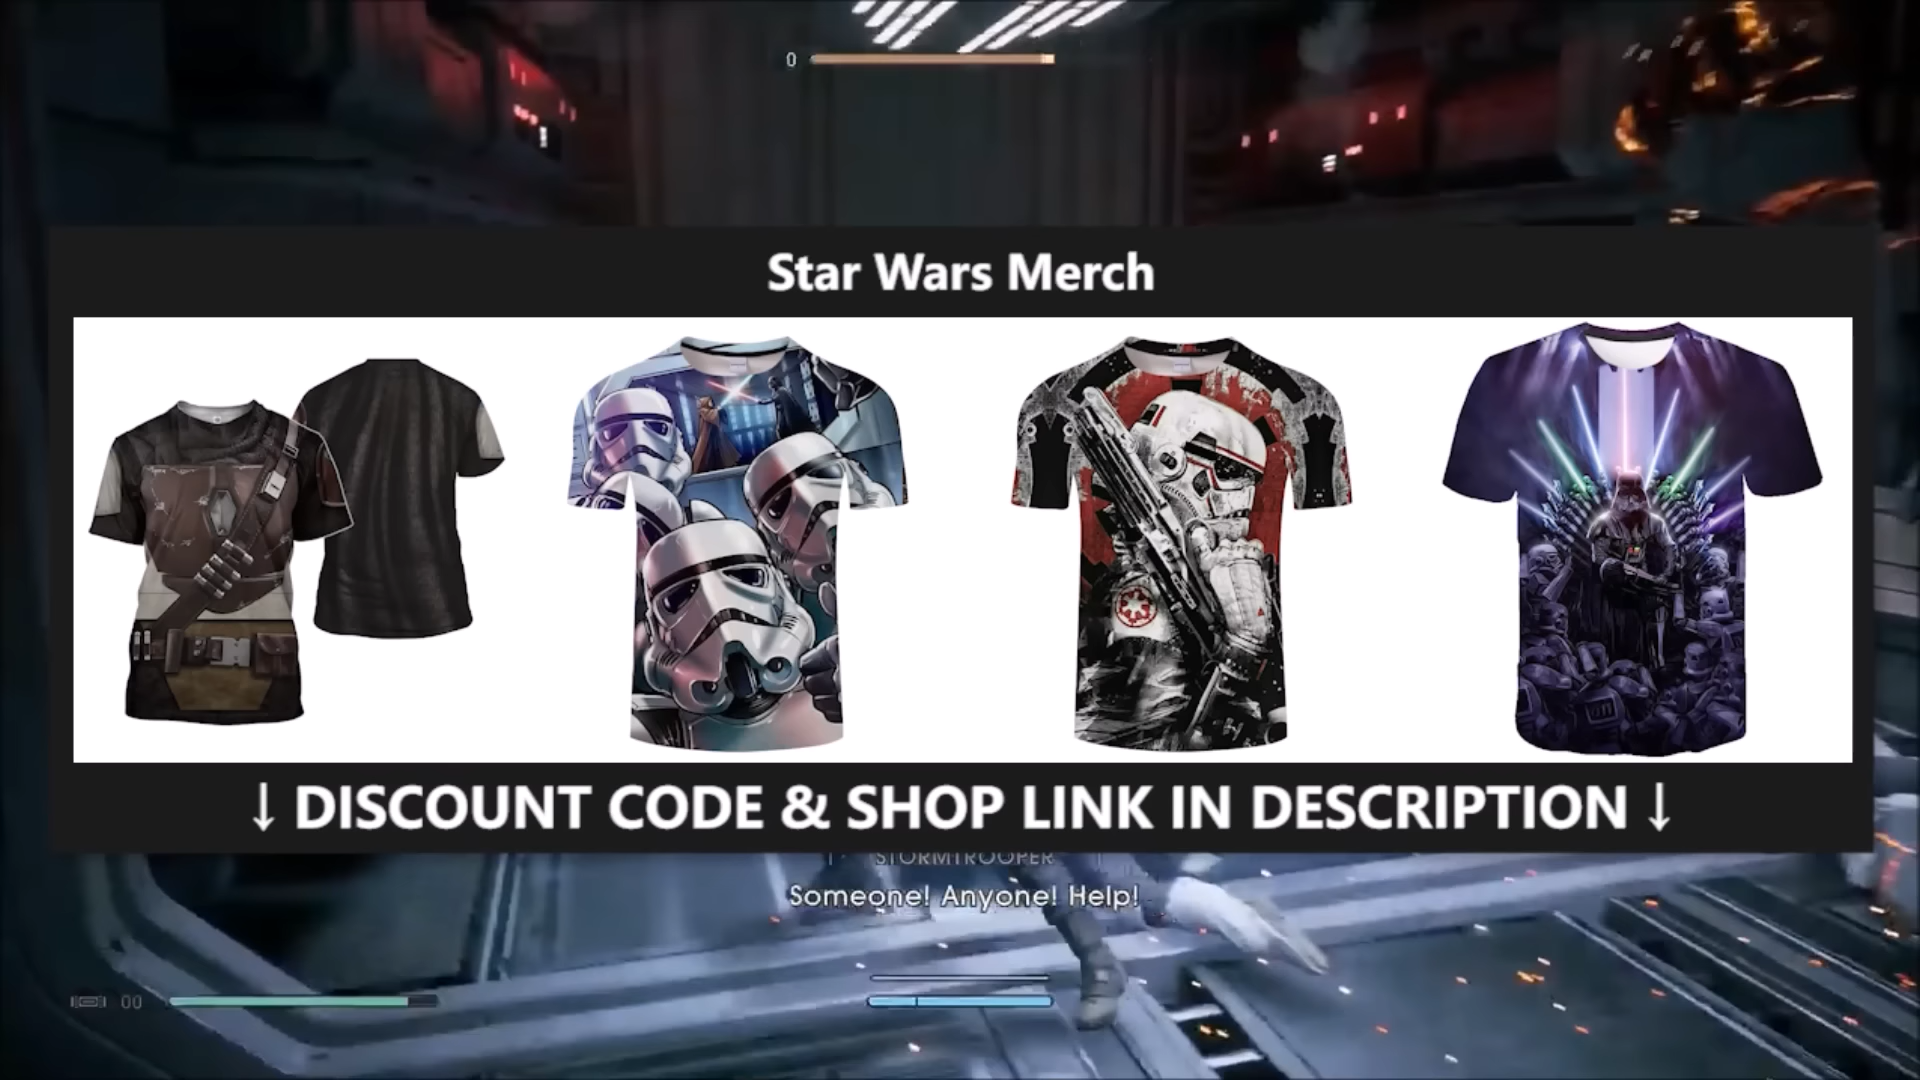 0
Star Wars Merch
↓ DISCOUNT CODE & SHOP LINK IN DESCRIPTION ↓
STORMTROOPER
Someone! Anyone! Help!
00